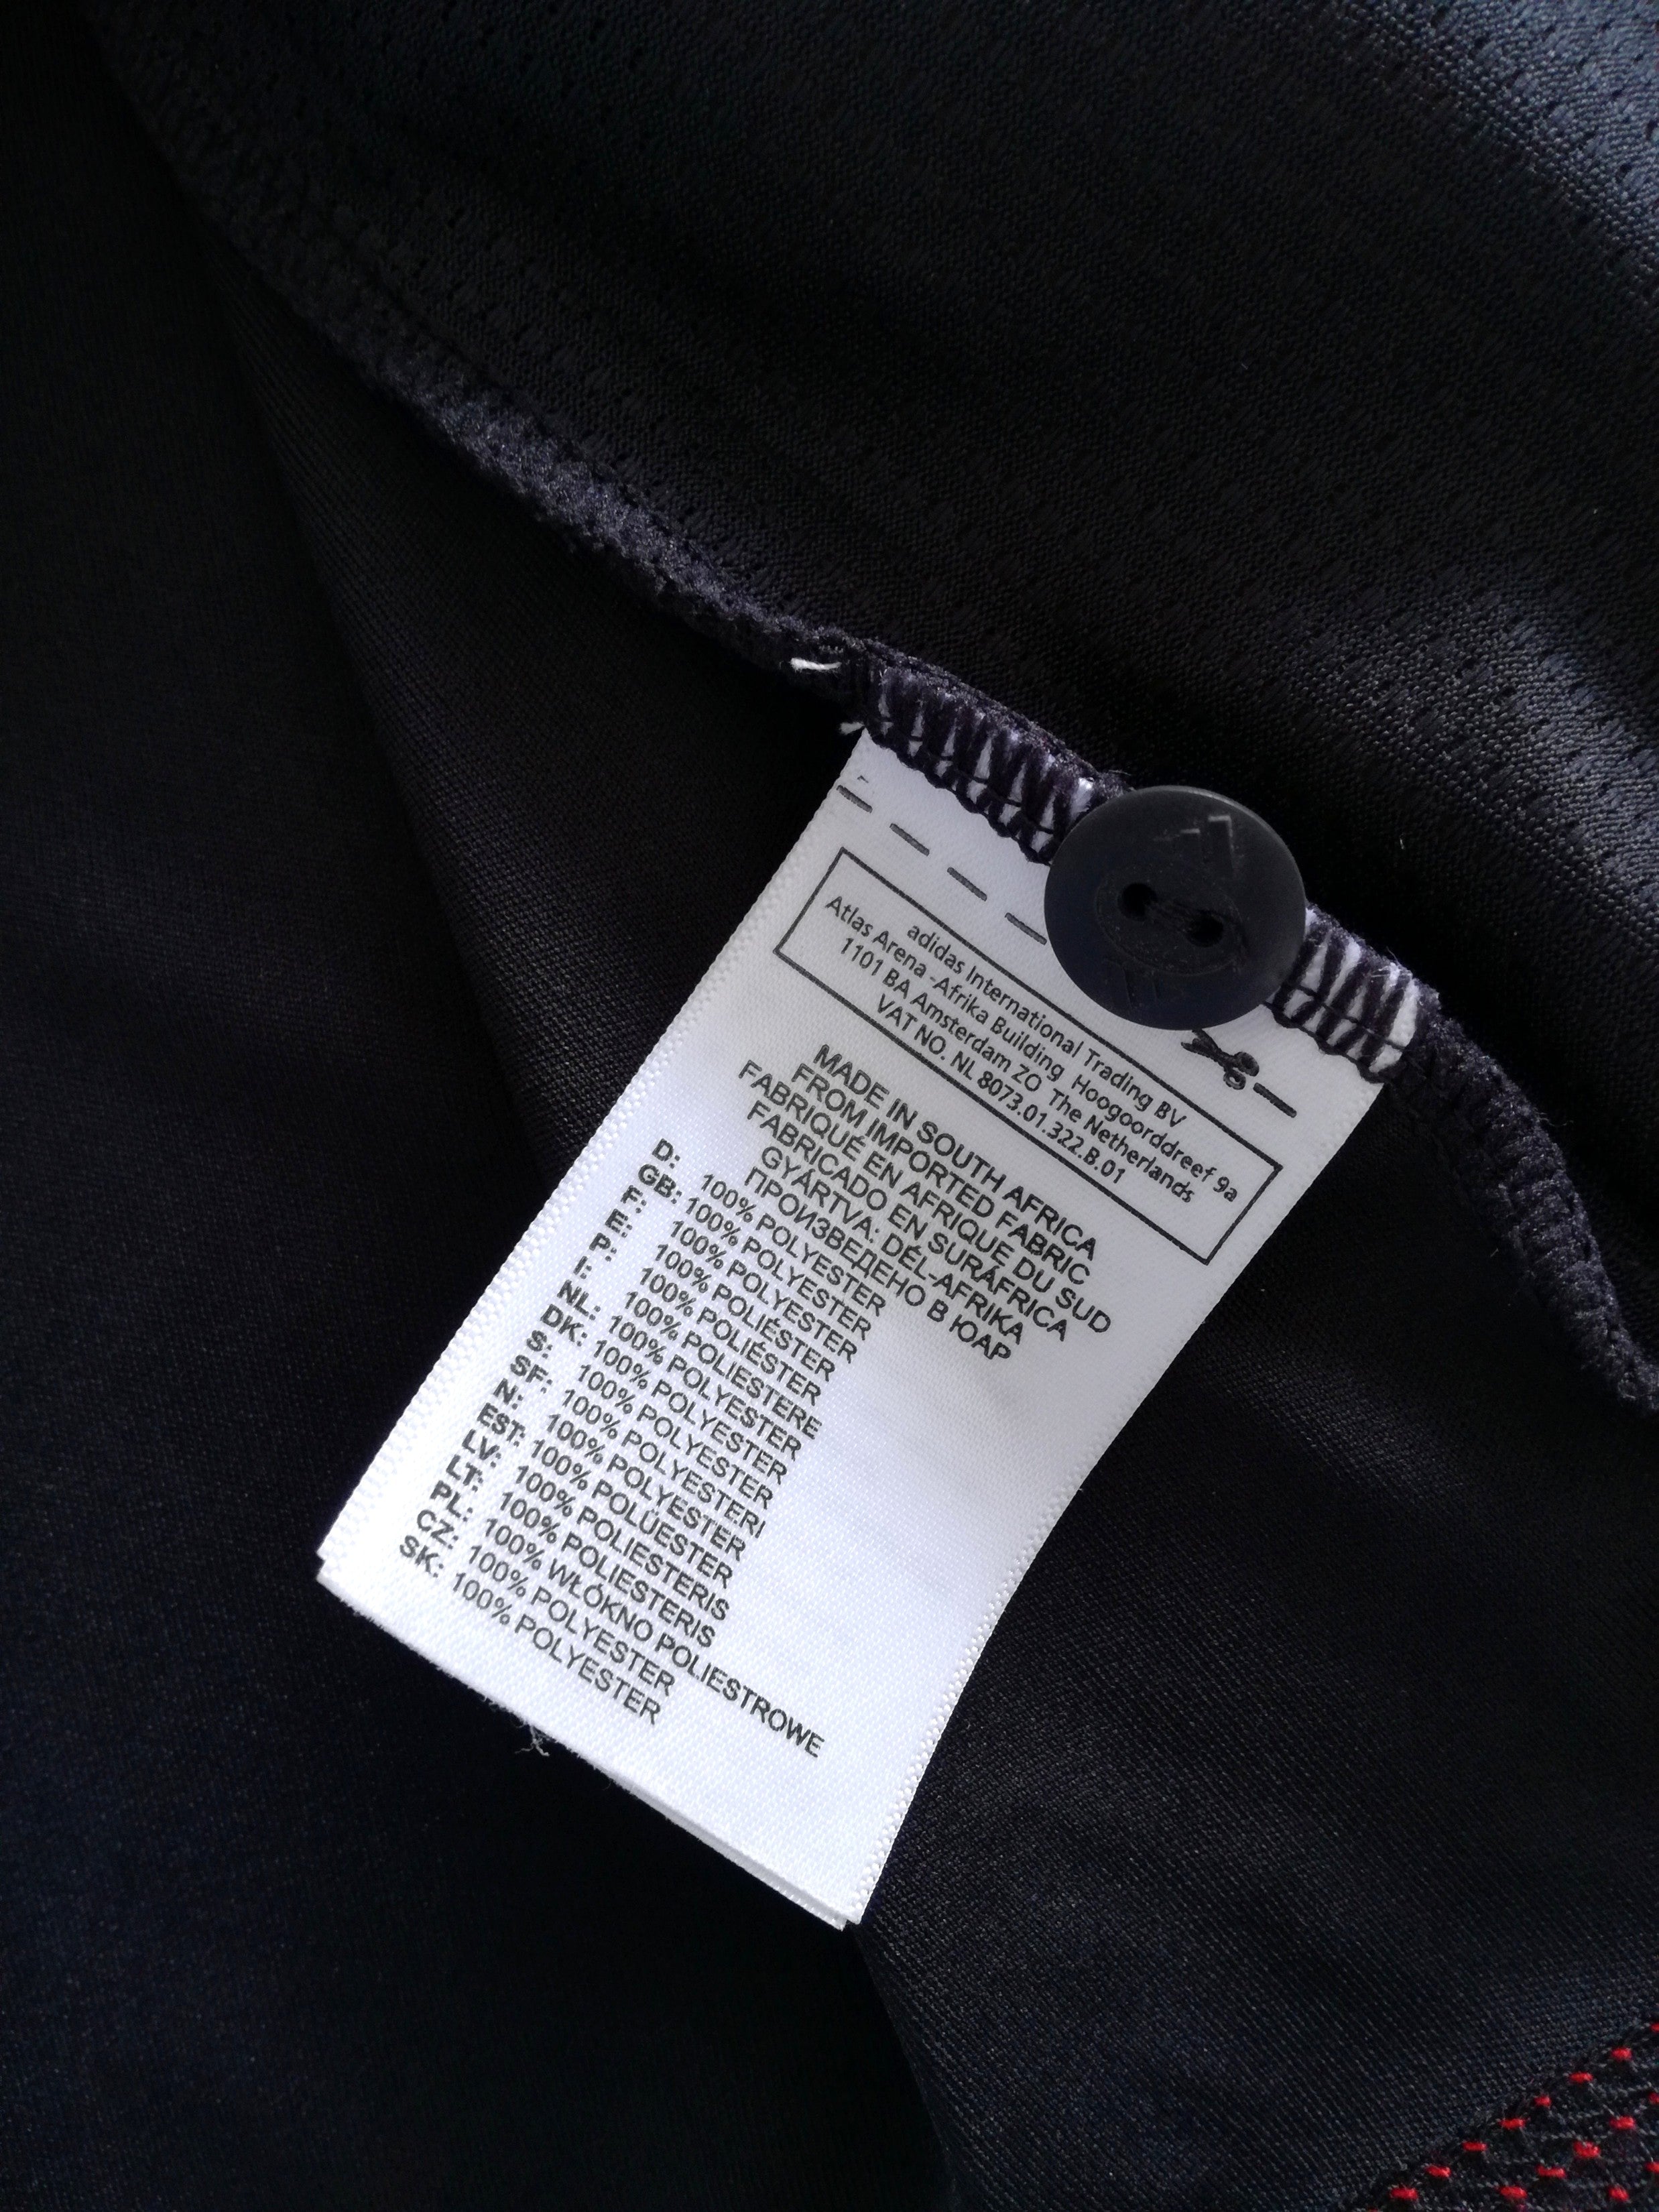 adidas International Trading BV
Atlas Arena -Afrika Building Hoogoorddreef 9a
1101 BA Amsterdam ZO The Netherlands
VAT NO. NL 8073.01.322.B.01
MADE IN SOUTH AFRICA
FROM IMPORTED FABRIC
FABRIQUÉ EN AFRIQUE DU SUD
FABRICADO EN SURÁFRICA
GYÁRTVA: DÉL-AFRIKA
ПРОИЗВЕДЕНО В ЮАР
D: 100% POLYESTER
GB: 100% POLYESTER
F: 100% POLYESTER
E: 100% POLIÉSTER
P: 100% POLIÉSTER
I: 100% POLIESTERE
NL: 100% POLYESTER
DK: 100% POLYESTER
S: 100% POLYESTER
SF: 100% POLYESTERI
N: 100% POLYESTER
EST: 100% POLÜESTER
LV: 100% POLIESTERIS
LT: 100% POLIESTERIS
PL: 100% WŁÓKNO POLIESTROWE
CZ: 100% POLYESTER
SK: 100% POLYESTER